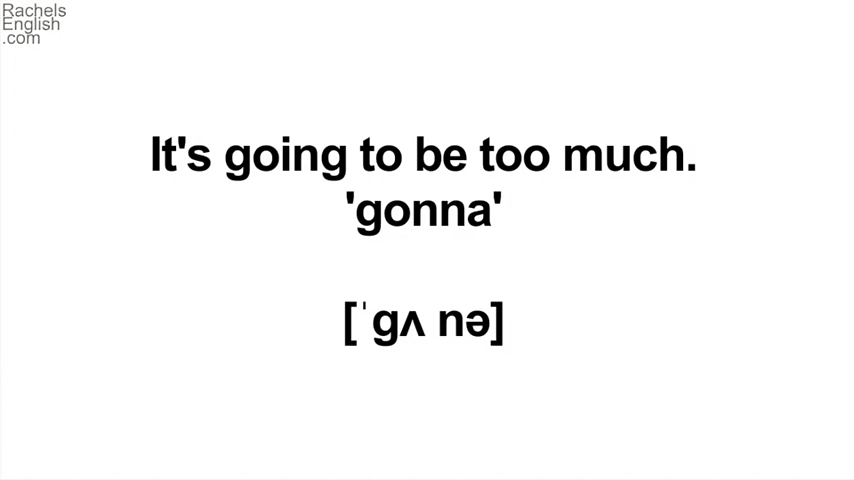 Rachels
English
.com
It's going to be too much.
'gonna'
[ˈgʌ nə]